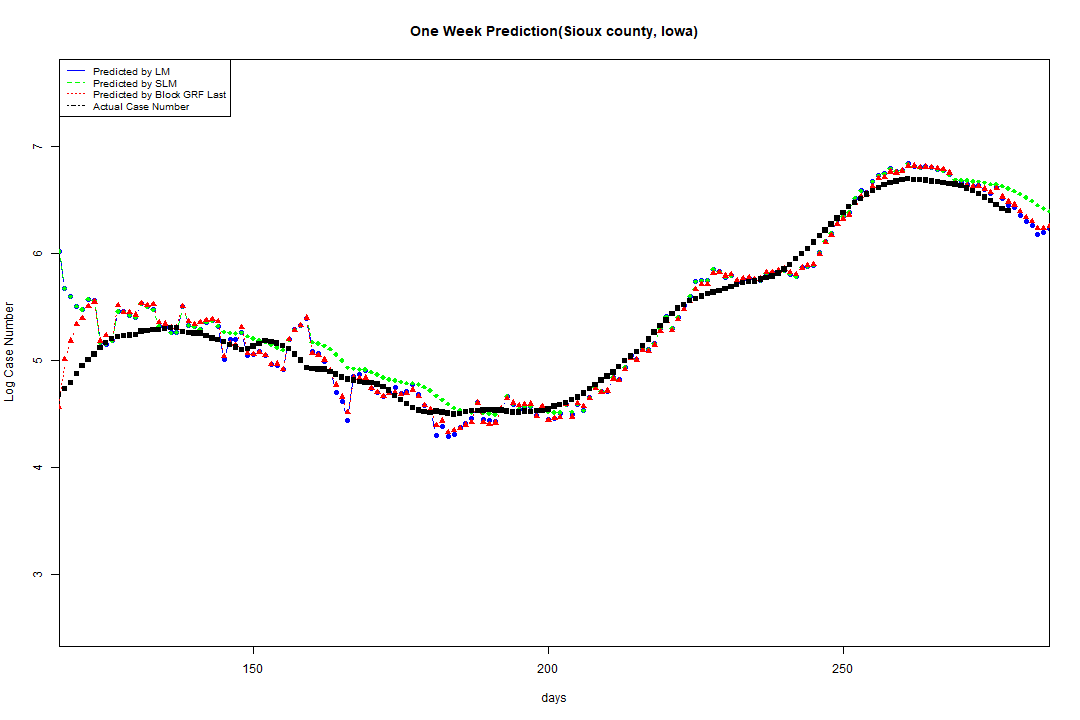 One Week Prediction(Sioux county, Iowa)
Predicted by LM
Predicted by SLM
Predicted by Block GRF Last
Actual Case Number
Log Case Number
7
6
5
4
3
150
200
250
days